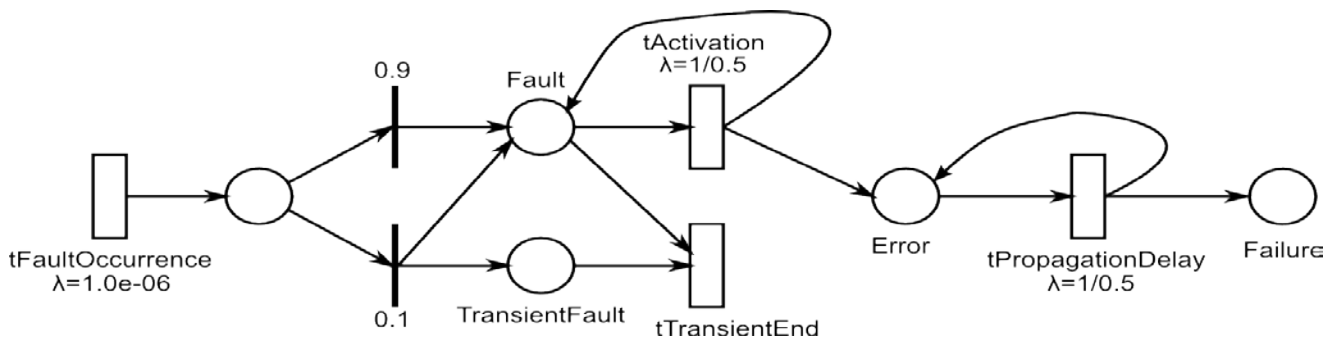 tActivation
λ=1/0.5
0.9
Fault
tFaultOccurrence
λ=1.0e-06
0.1
TransientFault
tTransientEnd
Error
tPropagationDelay
λ=1/0.5
Failure